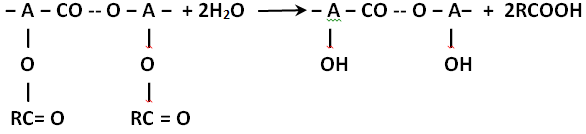 – A – CO -- O – A – + 2H₂O ⟶ – A – CO -- O – A– + 2RCOOH
| | | |
O O OH OH
| |
RC= O RC = O